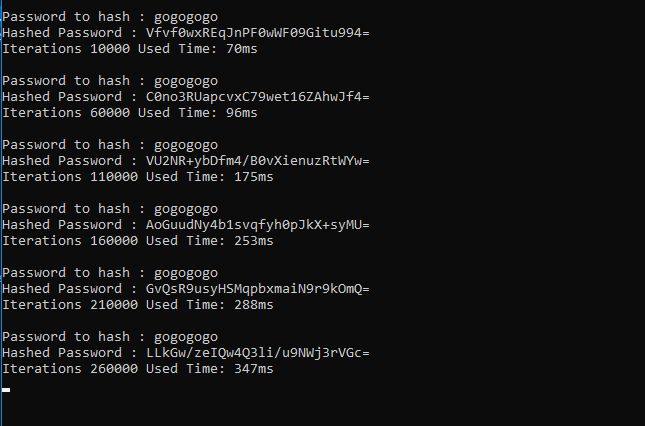 Password to hash : gogogogo
Hashed Password : Vfvf0wxREqJnPF0wWF09Gitu994=
Iterations 10000 Used Time: 70ms
Password to hash : gogogogo
Hashed Password : C0no3RUapcvxC79wet16ZAhwJf4=
Iterations 60000 Used Time: 96ms
Password to hash : gogogogo
Hashed Password : VU2NR+ybDfm4/B0vXienuzRtWYw=
Iterations 110000 Used Time: 175ms
Password to hash : gogogogo
Hashed Password : AoGuudNy4b1svqfyh0pJkX+syMU=
Iterations 160000 Used Time: 253ms
Password to hash : gogogogo
Hashed Password : GvQsR9usyHSMqpbxmaiN9r9kOmQ=
Iterations 210000 Used Time: 288ms
Password to hash : gogogogo
Hashed Password : LLkGw/zeIQw4Q3li/u9NWj3rVGc=
Iterations 260000 Used Time: 347ms